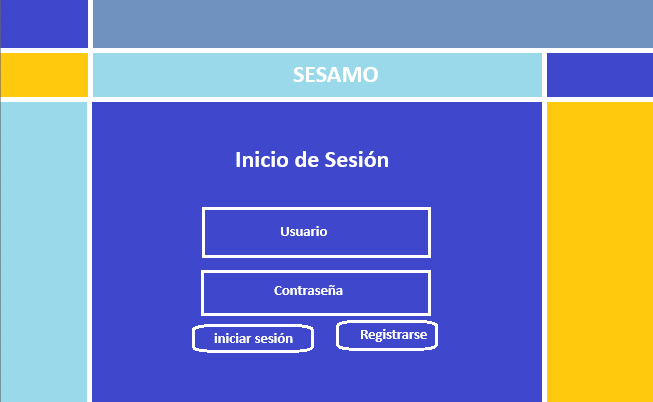 SESAMO
Inicio de Sesión
Usuario
Contraseña
iniciar sesión
Registrarse